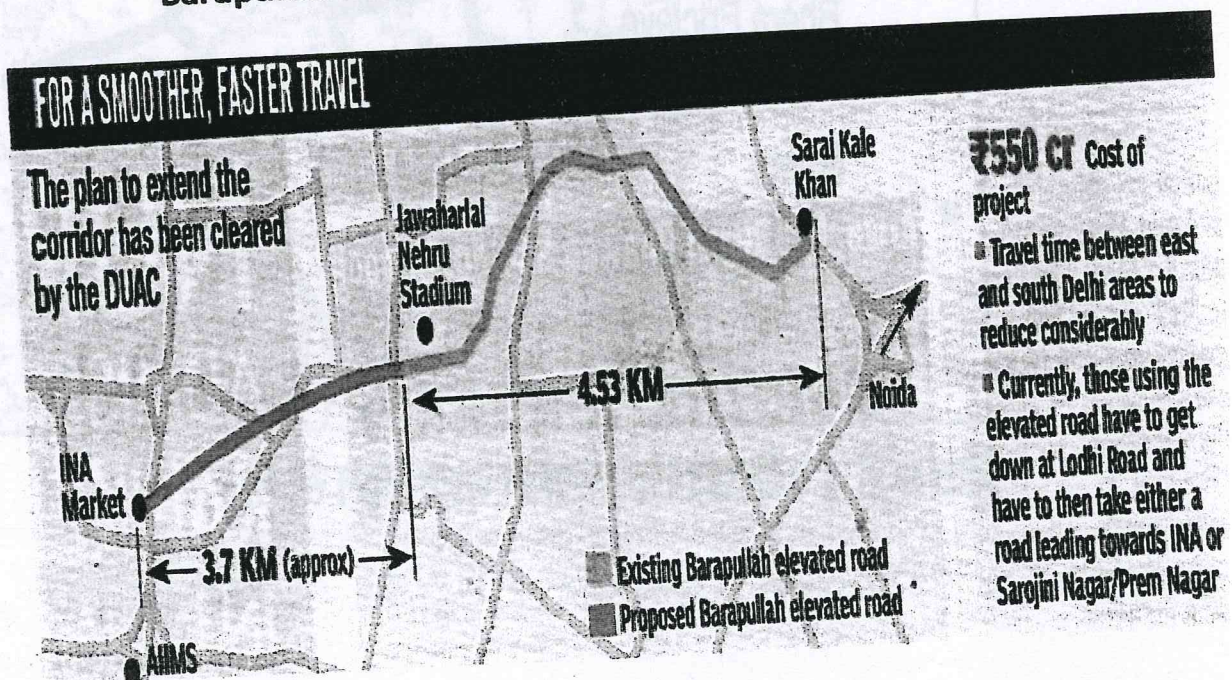 FOR A SMOOTHER, FASTER TRAVEL
The plan to extend the
corridor has been cleared
by the DUAC
Jawaharlal
Nehru
Stadium
Sarai Kale
Khan
4.53 KM
Noida
INA
Market
3.7 KM (approx)
AIIMS
Existing Barapullah elevated road
Proposed Barapullah elevated road
₹550 cr Cost of
project
Travel time between east
and south Delhi areas to
reduce considerably
Currently, those using the
elevated road have to get
down at Lodhi Road and
have to then take either a
road leading towards INA or
Sarojini Nagar/Prem Nagar